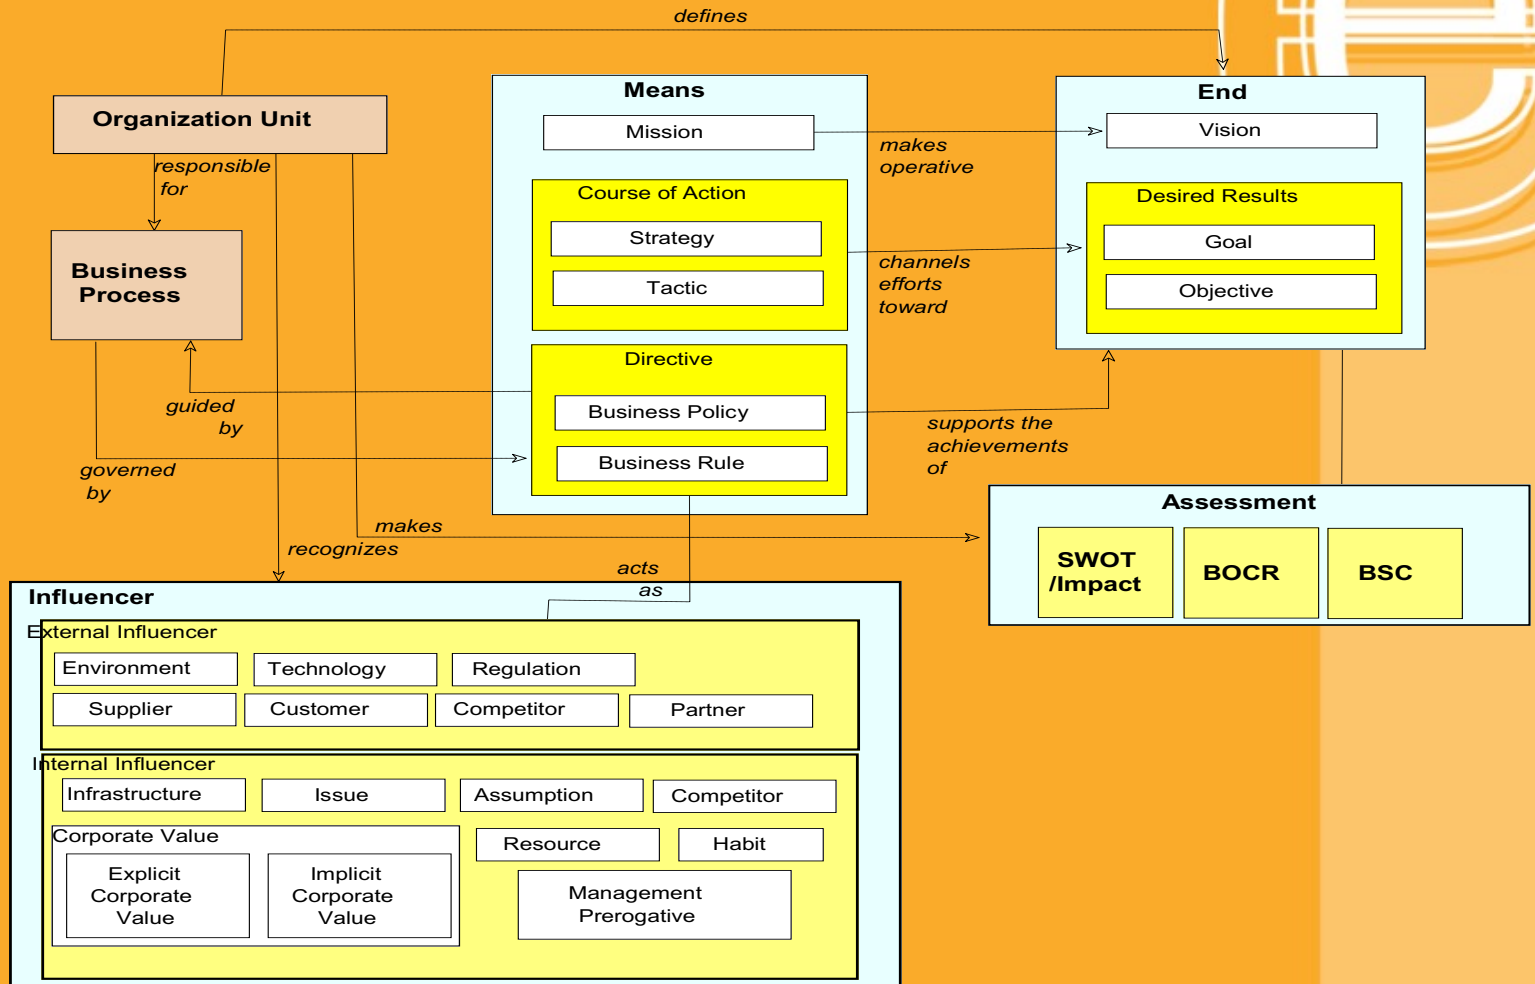 defines
Organization Unit
responsible
for
Business
Process
guided
by
governed
by
makes
recognizes
Means
Mission
Course of Action
Strategy
Tactic
Directive
Business Policy
Business Rule
makes
operative
channels
efforts
toward
supports the
achievements
of
End
Vision
Desired Results
Goal
Objective
Assessment
SWOT
/Impact
BOCR
BSC
acts
as
Influencer
External Influencer
Environment
Technology
Regulation
Supplier
Customer
Competitor
Partner
Internal Influencer
Infrastructure
Issue
Assumption
Competitor
Corporate Value
Explicit
Corporate
Value
Implicit
Corporate
Value
Resource
Habit
Management
Prerogative